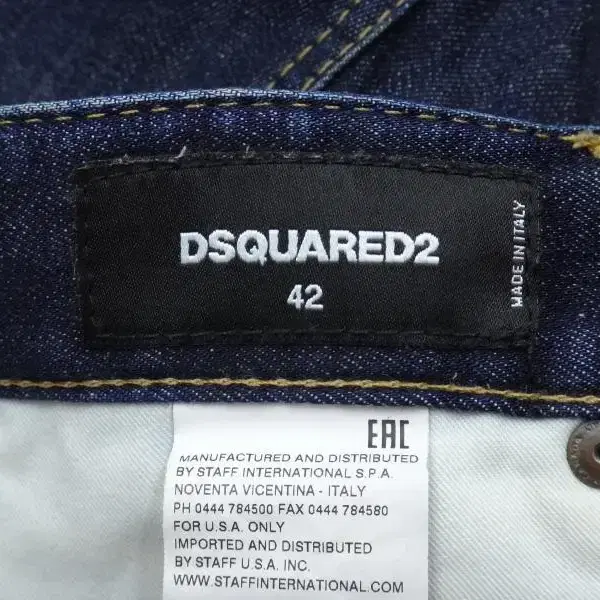 DSQUARED2
42
MADE IN ITALY
EAC
MANUFACTURED AND DISTRIBUTED
BY STAFF INTERNATIONAL S.P.A.
NOVENTA VICENTINA - ITALY
PH 0444 784500 FAX 0444 784580
FOR U.S.A. ONLY
IMPORTED AND DISTRIBUTED
BY STAFF U.S.A. INC.
WWW.STAFFINTERNATIONAL.COM